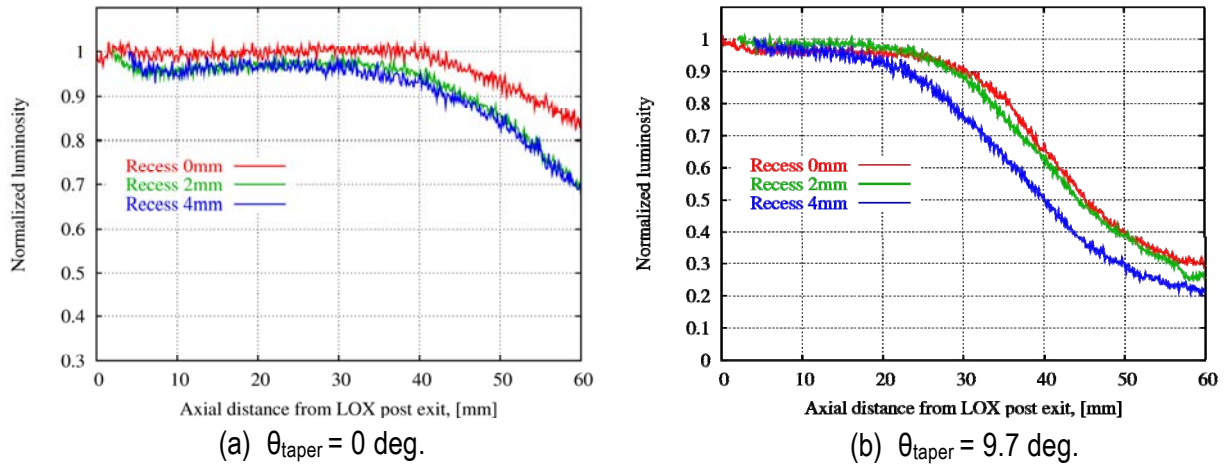 1
0.9
0.8
0.7
0.6
1
0.4
0.3
Normalized luminosity
Recess 0mm
Recess 2mm
Recess 4mm
0 10 20 30 40 50 60
Axial distance from LOX post exit, [mm]
(a) θtaper = 0 deg.
1
0.9
0.8
0.7
0.6
0.5
0.4
0.3
0.2
0.1
0
Normalized luminosity
Recess 0mm
Recess 2mm
Recess 4mm
0 10 20 30 40 50 60
Axial distance from LOX post exit, [mm]
(b) θtaper = 9.7 deg.